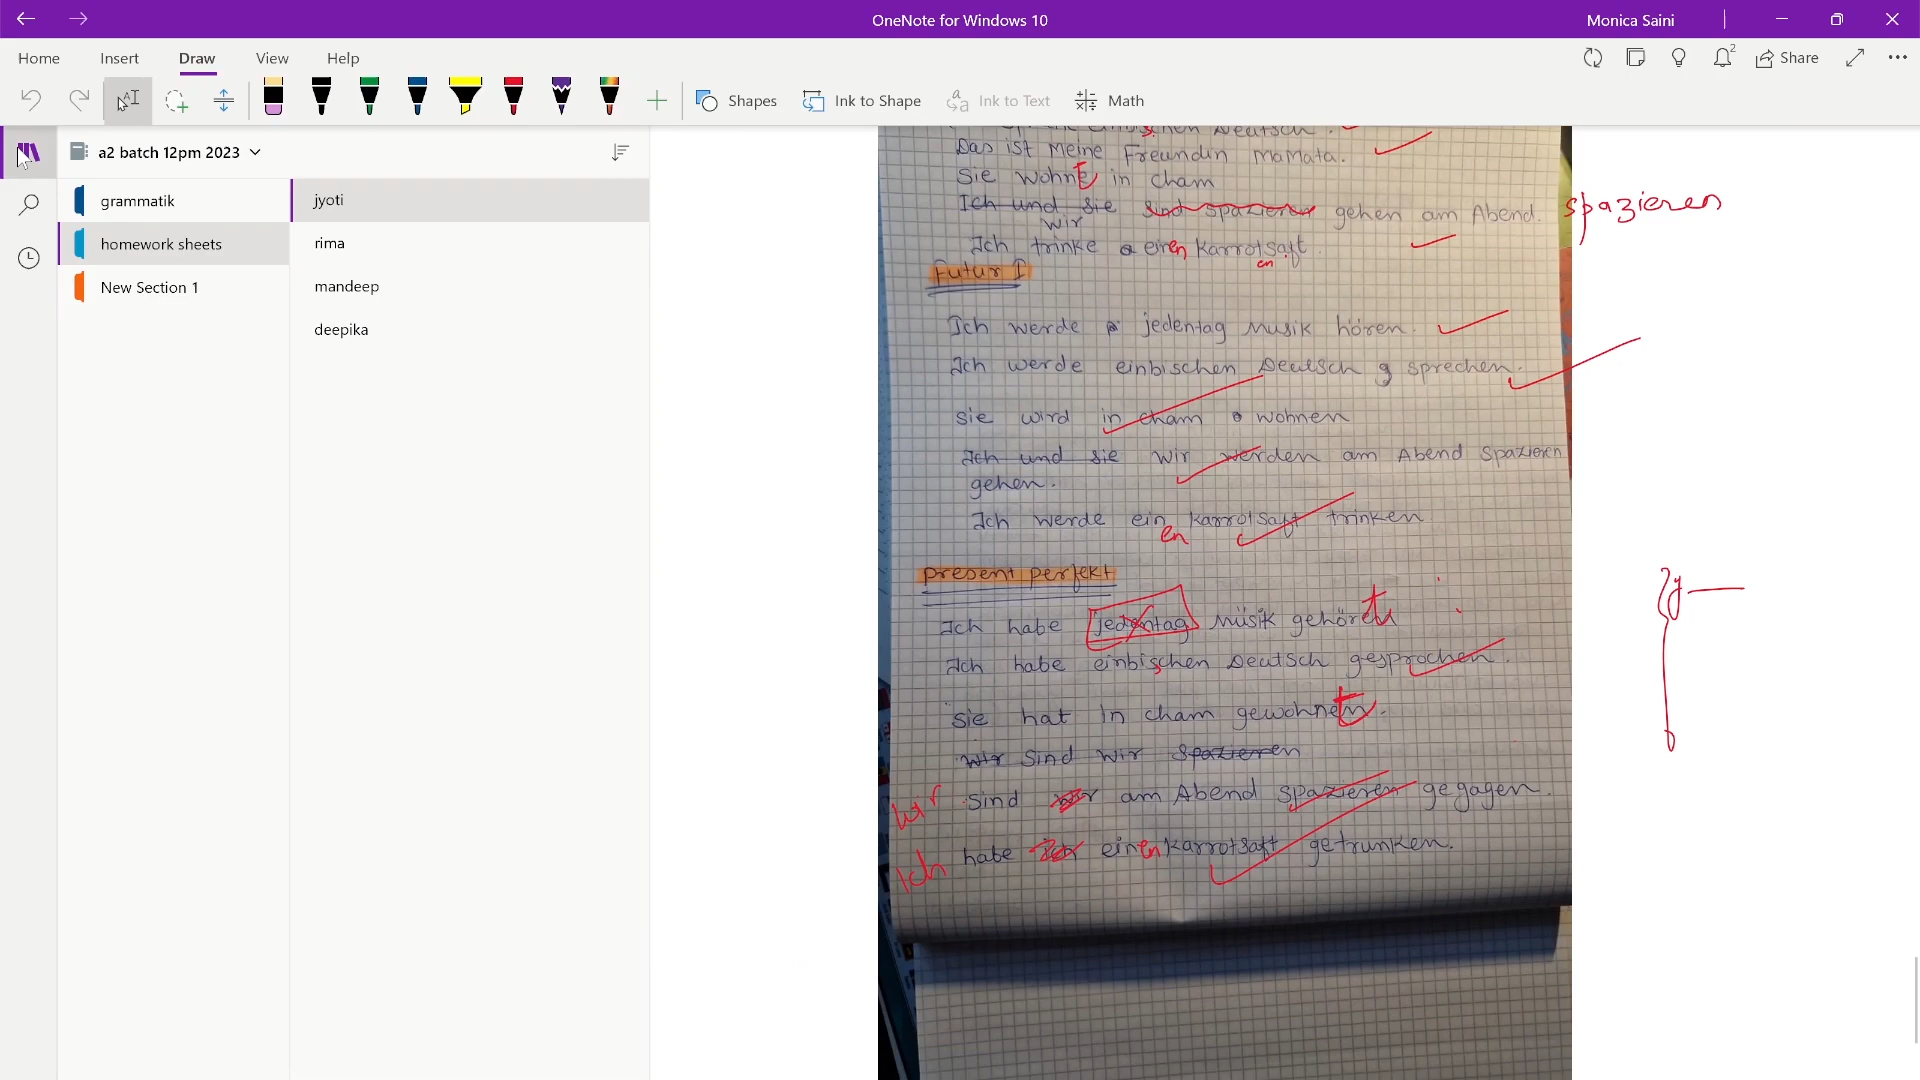 OneNote for Windows 10
Monica Saini
Home Insert Draw View Help
2 Share
Shapes Ink to Shape Ink to Text Math
a2 batch 12pm 2023
grammatik
homework sheets
New Section 1
jyoti
rima
mandeep
deepika
Deutsch.
Das ist meine Freundin Mamata.
Sie wohnt in cham
Ich und sie sind spazieren gehen am Abend. spazieren
wir
Ich trinke einen karrotsaft.
en
Futur I
Ich werde jedentag Musik hören.
Ich werde einbischen Deutsch g sprechen.
Sie wird in cham wohnen
Ich und sie wir werden am Abend spazieren
gehen.
Ich werde ein karrotsaft trinken
en
present perfekt
Ich habe jedentag Müsik gehört
Ich habe einbischen Deutsch gesprochen.
Sie hat in cham gewohnet.
Wir sind wir spazieren
Wir sind wir am Abend spazieren gegagen.
Ich habe ich einen karrotsaft getrunken.